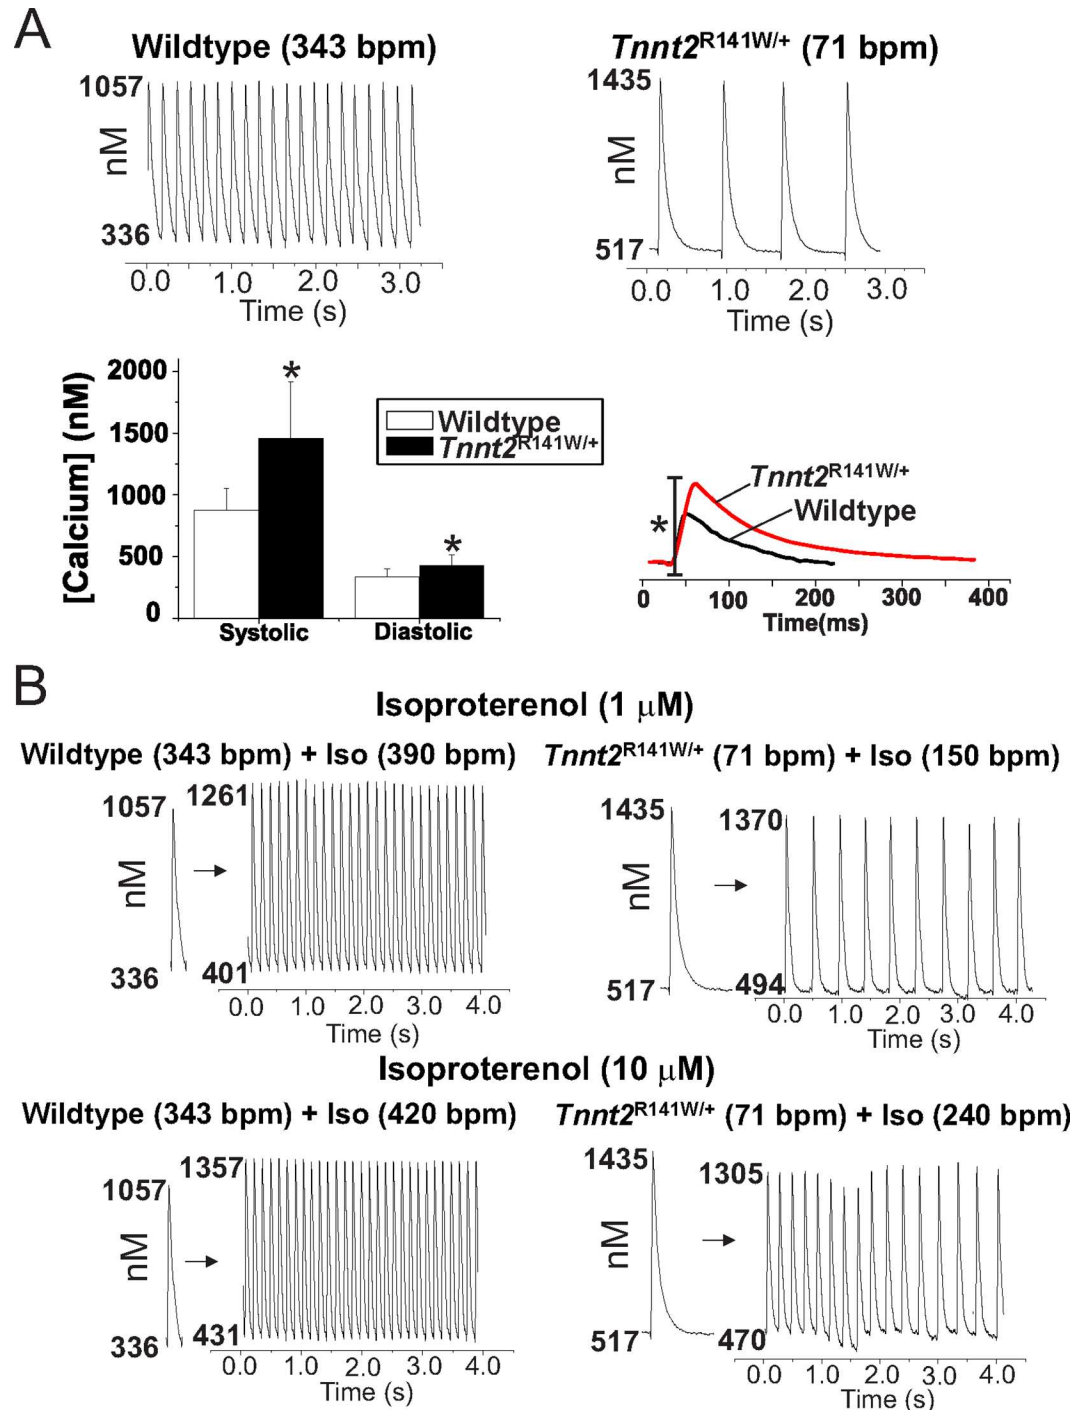 A
Wildtype (343 bpm)
Tnnt2R141W/+ (71 bpm)
1057
nM
336
0.0 1.0 2.0 3.0
Time (s)
1435
nM
517
0.0 1.0 2.0 3.0
Time (s)
[Calcium] (nM)
2000
1500
1000
500
0
*
*
Systolic Diastolic
Wildtype
Tnnt2R141W/+
Tnnt2R141W/+
Wildtype
*
0 100 200 300 400
Time(ms)
B
Isoproterenol (1 μM)
Wildtype (343 bpm) + Iso (390 bpm)
Tnnt2R141W/+ (71 bpm) + Iso (150 bpm)
1057
nM
336
1261
401
0.0 1.0 2.0 3.0 4.0
Time (s)
1435
nM
517
1370
494
0.0 1.0 2.0 3.0 4.0
Time (s)
Isoproterenol (10 μM)
Wildtype (343 bpm) + Iso (420 bpm)
Tnnt2R141W/+ (71 bpm) + Iso (240 bpm)
1057
nM
336
1357
431
0.0 1.0 2.0 3.0 4.0
Time (s)
1435
nM
517
1305
470
0.0 1.0 2.0 3.0 4.0
Time (s)